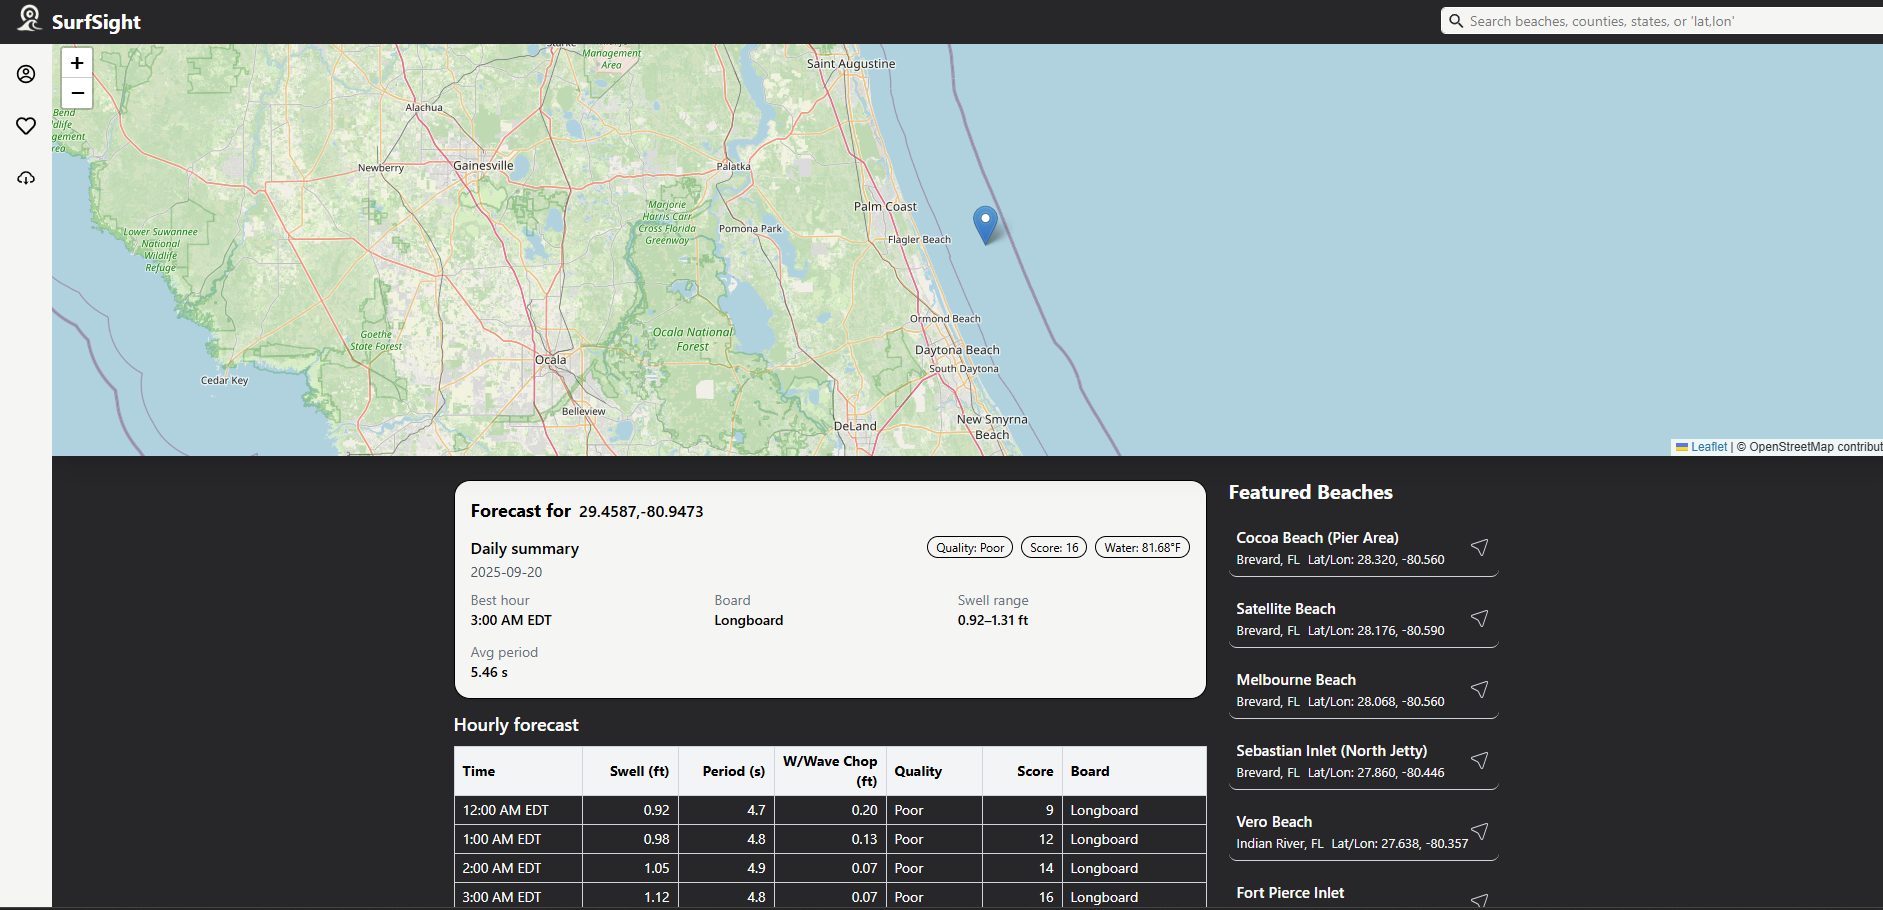 SurfSight
Search beaches, counties, states, or 'lat,lon'
+
−
Starke
Management
Area
Saint Augustine
Bend
dlife
gement
rea
Alachua
Newberry
Gainesville
Palatka
Marjorie
Harris Carr
Cross Florida
Greenway
Palm Coast
Pomona Park
Flagler Beach
Lower Suwannee
National
Wildlife
Refuge
Ormond Beach
Goethe
State Forest
Ocala National
Forest
Daytona Beach
South Daytona
Ocala
Cedar Key
Belleview
DeLand
New Smyrna
Beach
Leaflet | © OpenStreetMap contribut
Forecast for 29.4587,-80.9473
Daily summary
Quality: Poor
Score: 16
Water: 81.68°F
2025-09-20
Best hour
3:00 AM EDT
Board
Longboard
Swell range
0.92–1.31 ft
Avg period
5.46 s
Hourly forecast
Time Swell (ft) Period (s) W/Wave Chop (ft) Quality Score Board
12:00 AM EDT 0.92 4.7 0.20 Poor 9 Longboard
1:00 AM EDT 0.98 4.8 0.13 Poor 12 Longboard
2:00 AM EDT 1.05 4.9 0.07 Poor 14 Longboard
3:00 AM EDT 1.12 4.8 0.07 Poor 16 Longboard
Featured Beaches
Cocoa Beach (Pier Area)
Brevard, FL Lat/Lon: 28.320, -80.560
Satellite Beach
Brevard, FL Lat/Lon: 28.176, -80.590
Melbourne Beach
Brevard, FL Lat/Lon: 28.068, -80.560
Sebastian Inlet (North Jetty)
Brevard, FL Lat/Lon: 27.860, -80.446
Vero Beach
Indian River, FL Lat/Lon: 27.638, -80.357
Fort Pierce Inlet